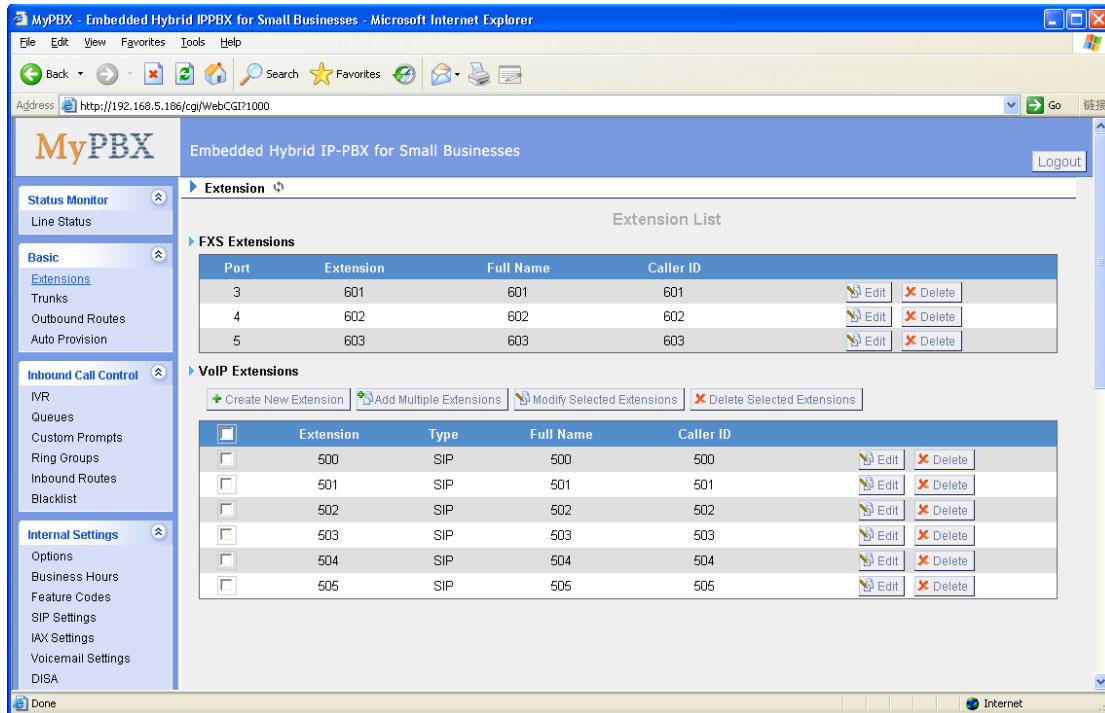 MyPBX - Embedded Hybrid IPPBX for Small Businesses - Microsoft Internet Explorer
File Edit View Favorites Tools Help
Back Search Favorites
Address http://192.168.5.186/cgi/WebCGI?1000 Go 链接
MyPBX
Embedded Hybrid IP-PBX for Small Businesses
Logout
Status Monitor
Line Status
Basic
Extensions
Trunks
Outbound Routes
Auto Provision
Inbound Call Control
IVR
Queues
Custom Prompts
Ring Groups
Inbound Routes
Blacklist
Internal Settings
Options
Business Hours
Feature Codes
SIP Settings
IAX Settings
Voicemail Settings
DISA
Extension
Extension List
FXS Extensions
Port Extension Full Name Caller ID
3 601 601 601 Edit Delete
4 602 602 602 Edit Delete
5 603 603 603 Edit Delete
VoIP Extensions
Create New Extension Add Multiple Extensions Modify Selected Extensions Delete Selected Extensions
Extension Type Full Name Caller ID
500 SIP 500 500 Edit Delete
501 SIP 501 501 Edit Delete
502 SIP 502 502 Edit Delete
503 SIP 503 503 Edit Delete
504 SIP 504 504 Edit Delete
505 SIP 505 505 Edit Delete
Done Internet